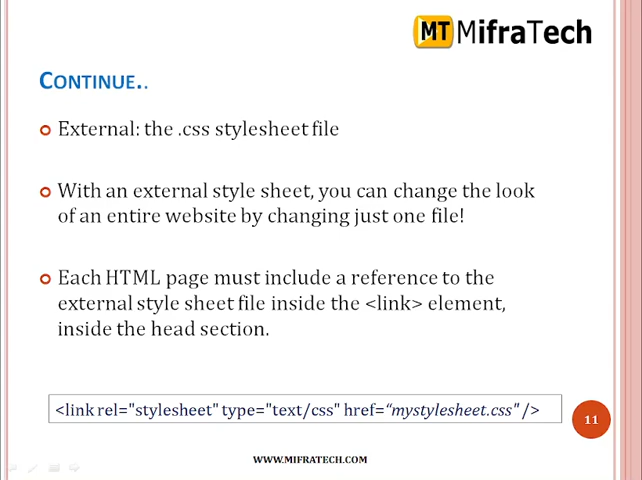 MT MifraTech
CONTINUE..
External: the .css stylesheet file
With an external style sheet, you can change the look
of an entire website by changing just one file!
Each HTML page must include a reference to the
external style sheet file inside the <link> element,
inside the head section.
<link rel="stylesheet" type="text/css" href=“mystylesheet.css" />
11
WWW.MIFRATECH.COM